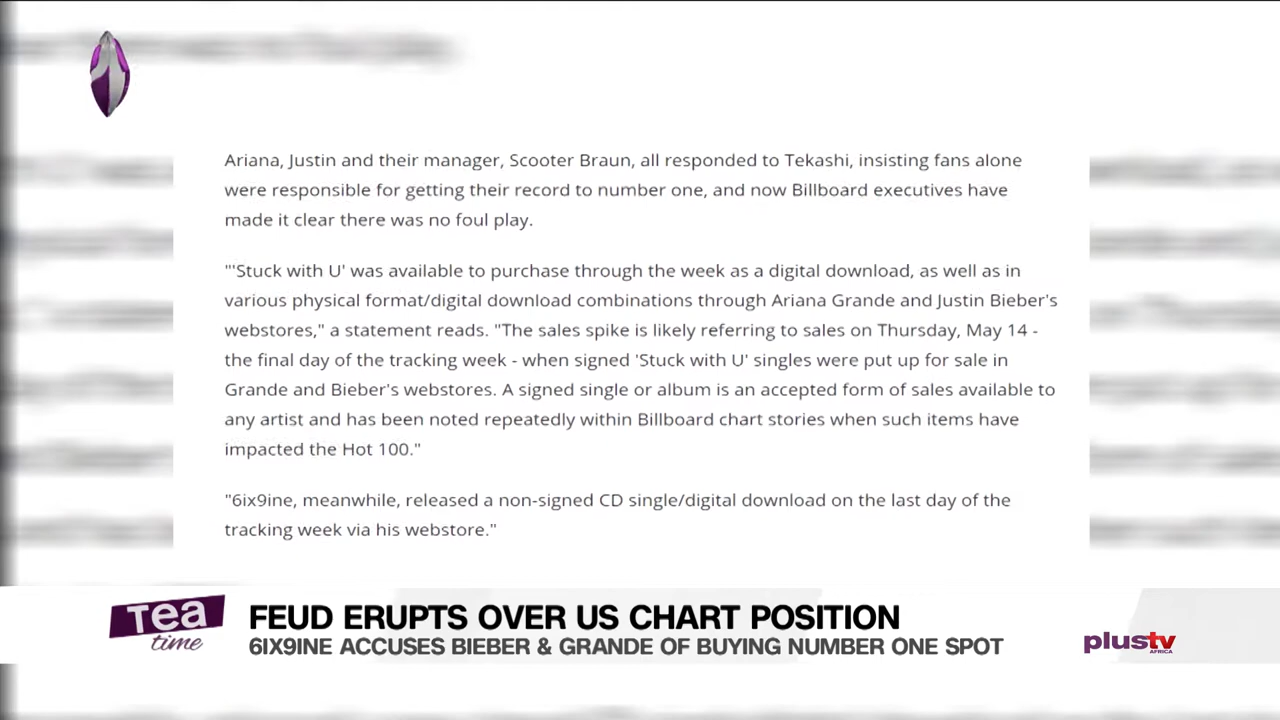 Ariana, Justin and their manager, Scooter Braun, all responded to Tekashi, insisting fans alone
were responsible for getting their record to number one, and now Billboard executives have
made it clear there was no foul play.
"'Stuck with U' was available to purchase through the week as a digital download, as well as in
various physical format/digital download combinations through Ariana Grande and Justin Bieber's
webstores," a statement reads. "The sales spike is likely referring to sales on Thursday, May 14 -
the final day of the tracking week - when signed 'Stuck with U' singles were put up for sale in
Grande and Bieber's webstores. A signed single or album is an accepted form of sales available to
any artist and has been noted repeatedly within Billboard chart stories when such items have
impacted the Hot 100."
"6ix9ine, meanwhile, released a non-signed CD single/digital download on the last day of the
tracking week via his webstore."
Tea
time
FEUD ERUPTS OVER US CHART POSITION
6IX9INE ACCUSES BIEBER & GRANDE OF BUYING NUMBER ONE SPOT
plustv
AFRICA